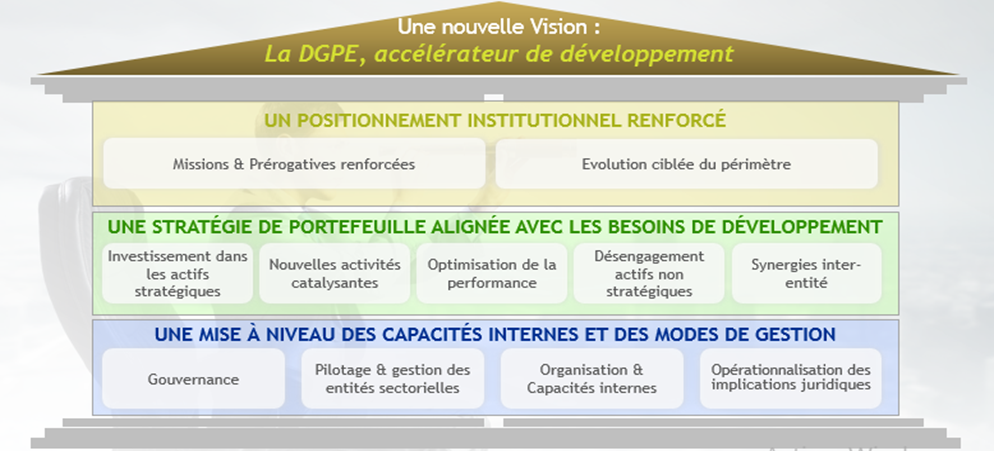 Une nouvelle Vision :
La DGPE, accélérateur de développement
UN POSITIONNEMENT INSTITUTIONNEL RENFORCÉ
Missions & Prérogatives renforcées
Evolution ciblée du périmètre
UNE STRATÉGIE DE PORTEFEUILLE ALIGNÉE AVEC LES BESOINS DE DÉVELOPPEMENT
Investissement dans
les actifs
stratégiques
Nouvelles activités
catalysantes
Optimisation de la
performance
Désengagement
actifs non
stratégiques
Synergies inter-
entité
UNE MISE À NIVEAU DES CAPACITÉS INTERNES ET DES MODES DE GESTION
Gouvernance
Pilotage & gestion des
entités sectorielles
Organisation &
Capacités internes
Opérationnalisation des
implications juridiques